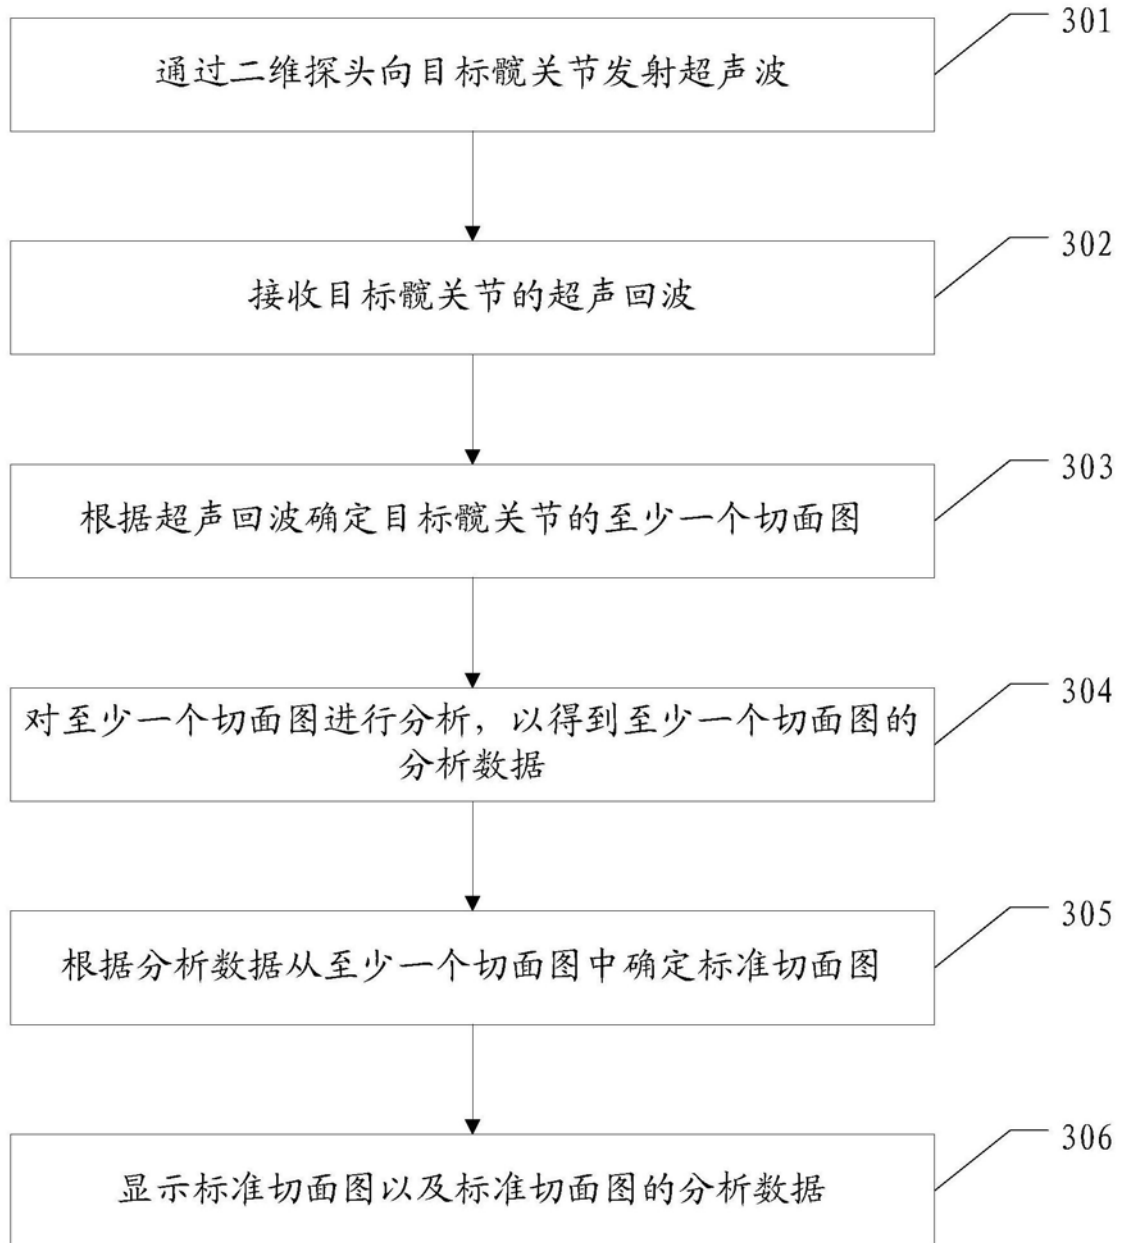 301
通过二维探头向目标髋关节发射超声波
302
接收目标髋关节的超声回波
303
根据超声回波确定目标髋关节的至少一个切面图
304
对至少一个切面图进行分析，以得到至少一个切面图的
分析数据
305
根据分析数据从至少一个切面图中确定标准切面图
306
显示标准切面图以及标准切面图的分析数据